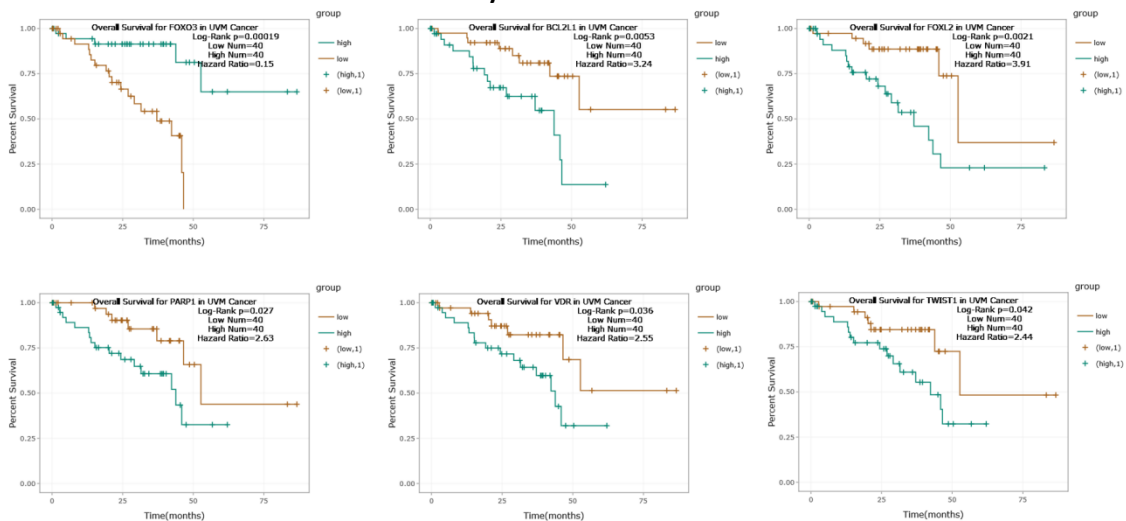 Overall Survival for FOXO3 in UVM Cancer
Log-Rank p=0.00019
Low Num=40
High Num=40
Hazard Ratio=0.15
group
high
low
(high,1)
(low,1)
Percent Survival
1.00
0.75
0.50
0.25
0.00
0 25 50 75
Time(months)
Overall Survival for BCL2L1 in UVM Cancer
Log-Rank p=0.0053
Low Num=40
High Num=40
Hazard Ratio=3.24
group
low
high
(low,1)
(high,1)
Percent Survival
1.00
0.75
0.50
0.25
0.00
0 25 50 75
Time(months)
Overall Survival for FOXL2 in UVM Cancer
Log-Rank p=0.0021
Low Num=40
High Num=40
Hazard Ratio=3.91
group
low
high
(low,1)
(high,1)
Percent Survival
1.00
0.75
0.50
0.25
0.00
0 25 50 75
Time(months)
Overall Survival for PARP1 in UVM Cancer
Log-Rank p=0.027
Low Num=40
High Num=40
Hazard Ratio=2.63
group
low
high
(low,1)
(high,1)
Percent Survival
1.00
0.75
0.50
0.25
0.00
0 25 50 75
Time(months)
Overall Survival for VDR in UVM Cancer
Log-Rank p=0.036
Low Num=40
High Num=40
Hazard Ratio=2.55
group
low
high
(low,1)
(high,1)
Percent Survival
1.00
0.75
0.50
0.25
0.00
0 25 50 75
Time(months)
Overall Survival for TWIST1 in UVM Cancer
Log-Rank p=0.042
Low Num=40
High Num=40
Hazard Ratio=2.44
group
low
high
(low,1)
(high,1)
Percent Survival
1.00
0.75
0.50
0.25
0.00
0 25 50 75
Time(months)